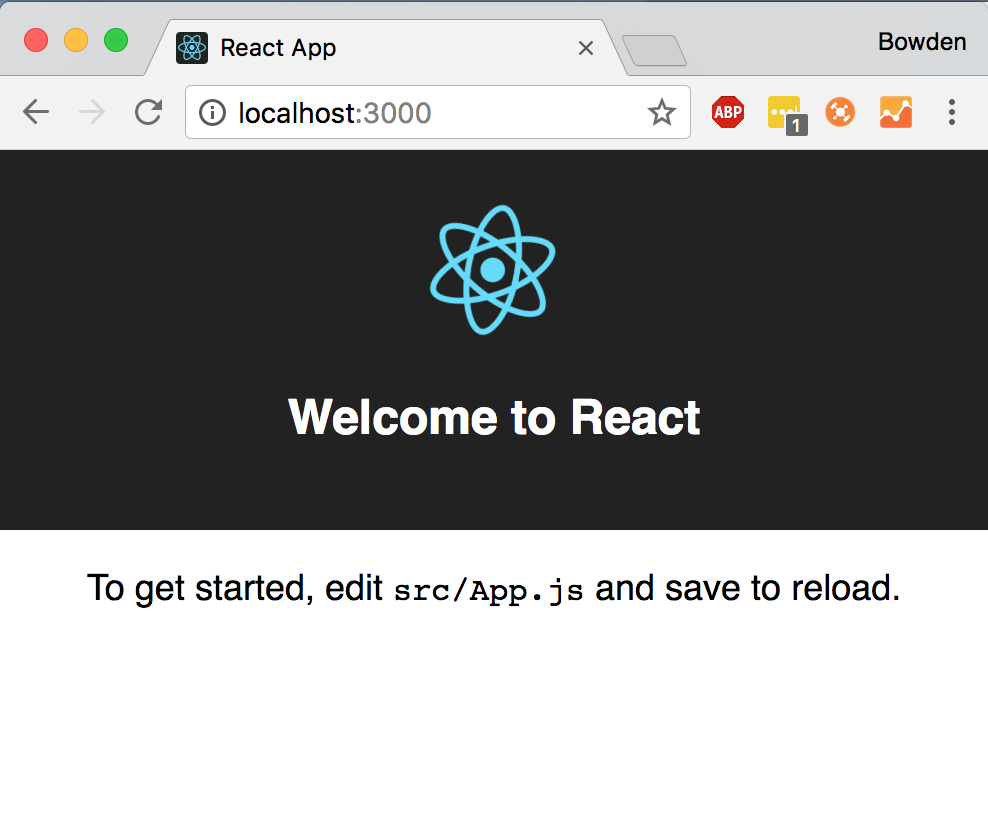 React App
Bowden
localhost:3000
ABP
1
Welcome to React
To get started, edit src/App.js and save to reload.